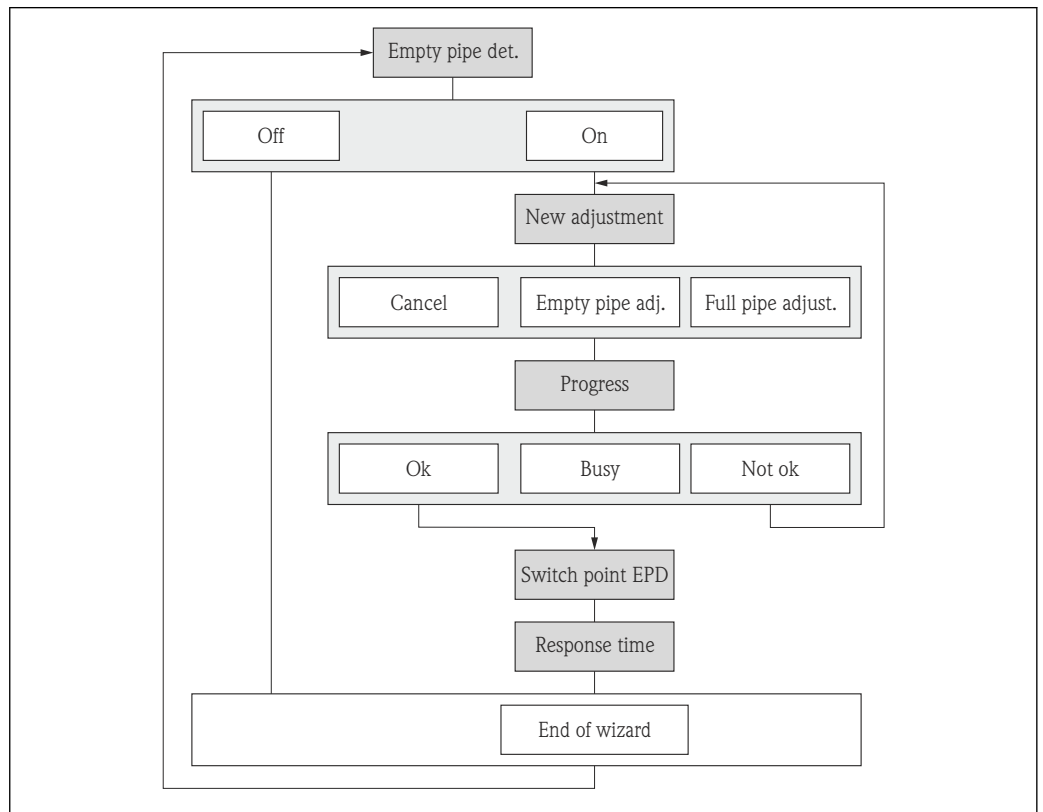 Empty pipe det.
Off
On
New adjustment
Cancel
Empty pipe adj.
Full pipe adjust.
Progress
Ok
Busy
Not ok
Switch point EPD
Response time
End of wizard